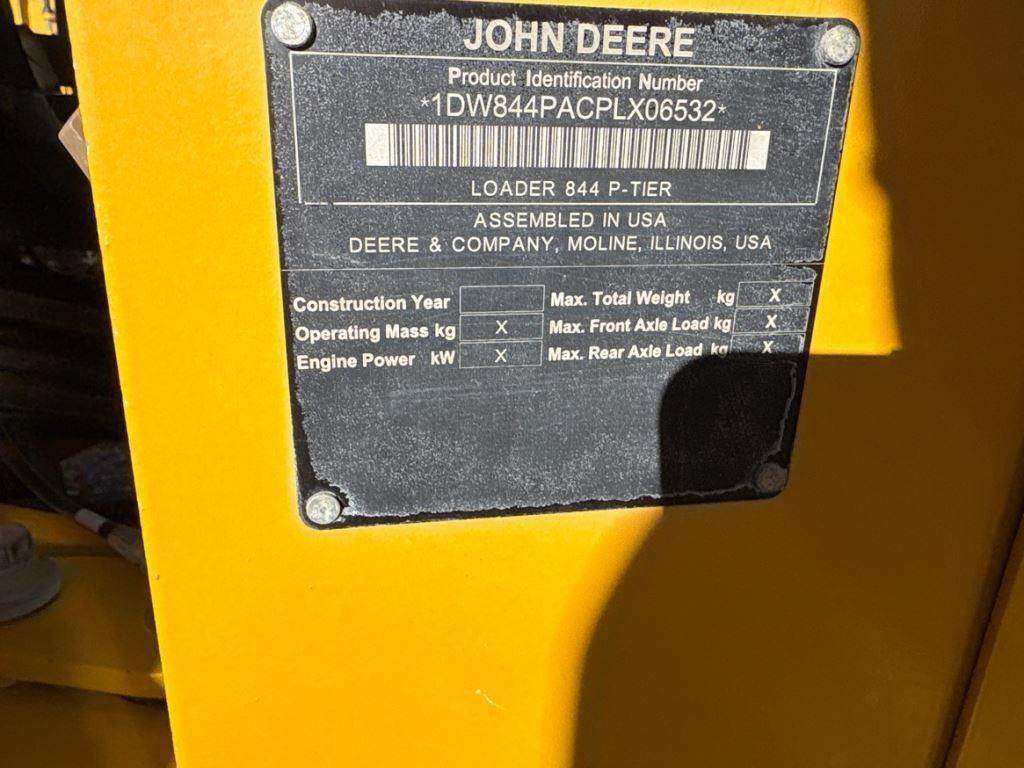 JOHN DEERE
Product Identification Number
*1DW844PACPLX06532*
LOADER 844 P-TIER
ASSEMBLED IN USA
DEERE & COMPANY, MOLINE, ILLINOIS, USA
Construction Year Max. Total Weight kg X
Operating Mass kg X Max. Front Axle Load kg X
Engine Power kW X Max. Rear Axle Load kg X